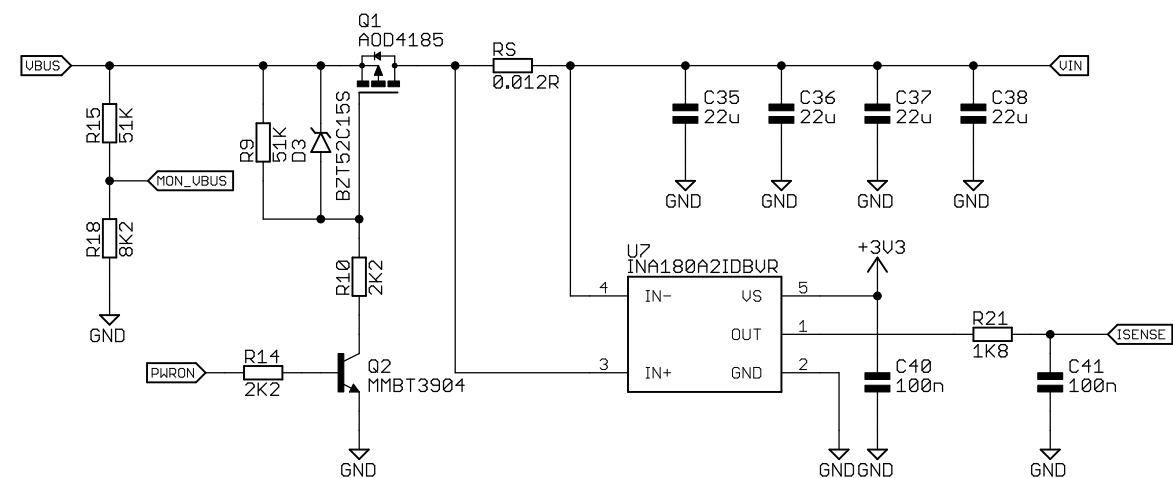 Q1
AOD4185
VBUS
RS
0.012R
VIN
R15
51K
R9
51K
D3
BZT52C15S
C35
22u
C36
22u
C37
22u
C38
22u
MON_VBUS
R18
8K2
GND
GND
GND
GND
GND
R10
2K2
U7
INA180A2IDBVR
+3V3
4
IN-
VS
5
OUT
1
R21
1K8
ISENSE
PWRON
R14
2K2
Q2
MMBT3904
3
IN+
GND
2
C40
100n
C41
100n
GND
GND
GND
GND